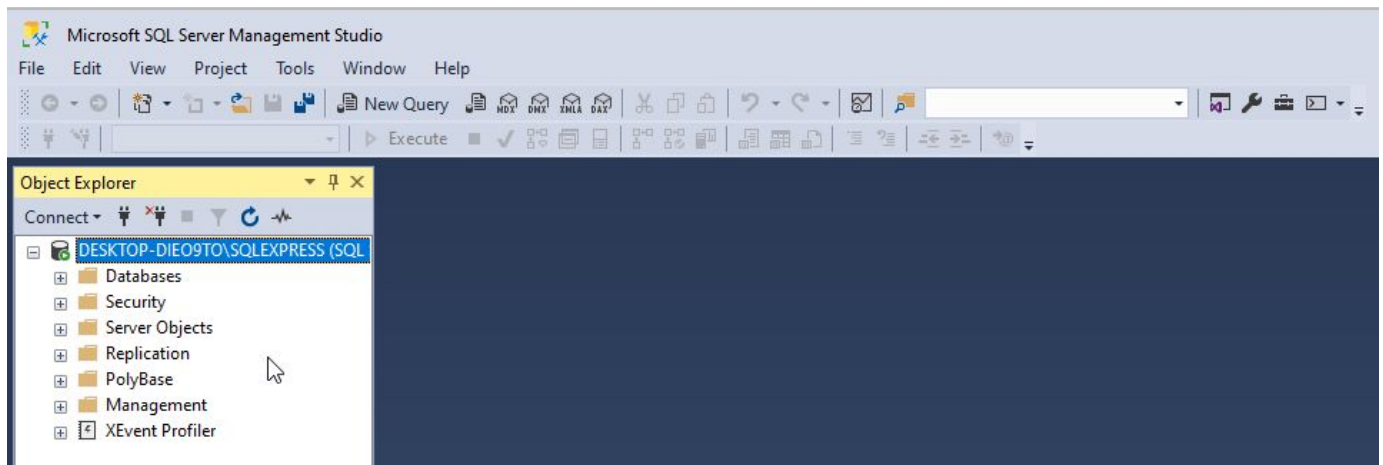 Microsoft SQL Server Management Studio
File Edit View Project Tools Window Help
New Query MDX DMX XMLA DAX
Execute
Object Explorer
Connect
DESKTOP-DIEO9TO\SQLEXPRESS (SQL
Databases
Security
Server Objects
Replication
PolyBase
Management
XEvent Profiler